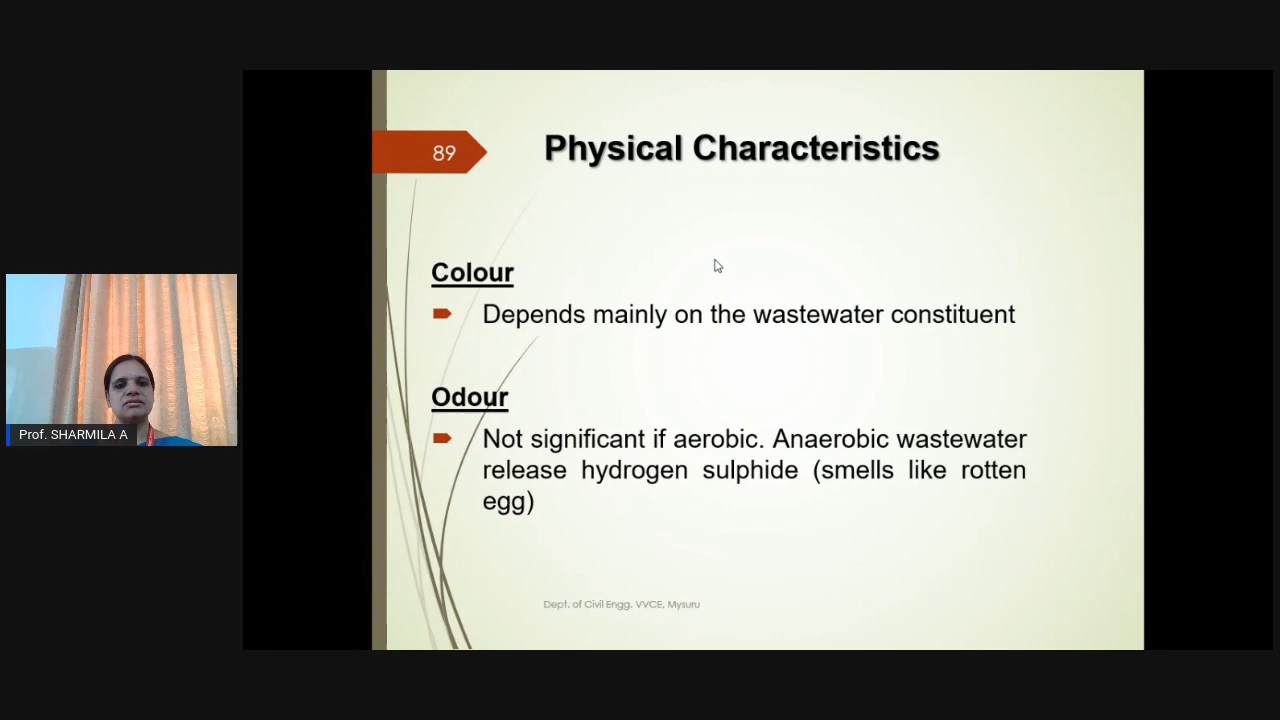 89
Physical Characteristics
Colour
Depends mainly on the wastewater constituent
Odour
Not significant if aerobic. Anaerobic wastewater
release hydrogen sulphide (smells like rotten
egg)
Dept. of Civil Engg. VVCE, Mysuru
Prof. SHARMILA A